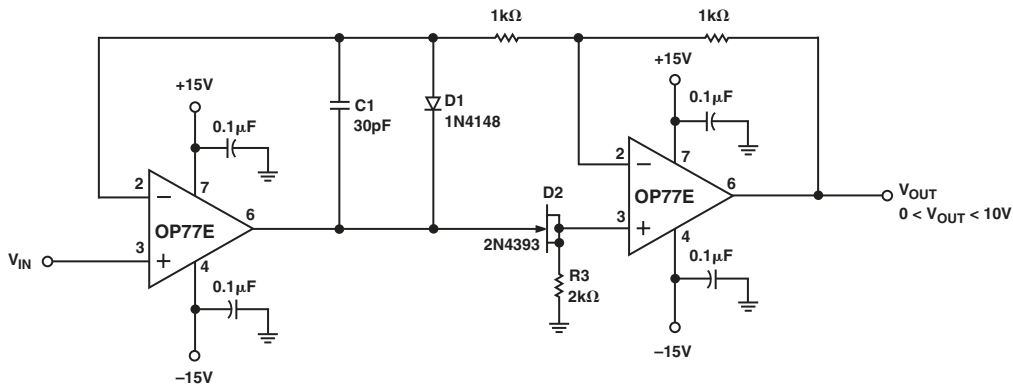 1kΩ
1kΩ
+15V
0.1µF
C1
30pF
D1
1N4148
+15V
0.1µF
2
7
–
OP77E
6
3
+
4
V_IN
0.1µF
–15V
D2
2N4393
R3
2kΩ
2
7
–
OP77E
6
3
+
4
0.1µF
–15V
V_OUT
0 < V_OUT < 10V